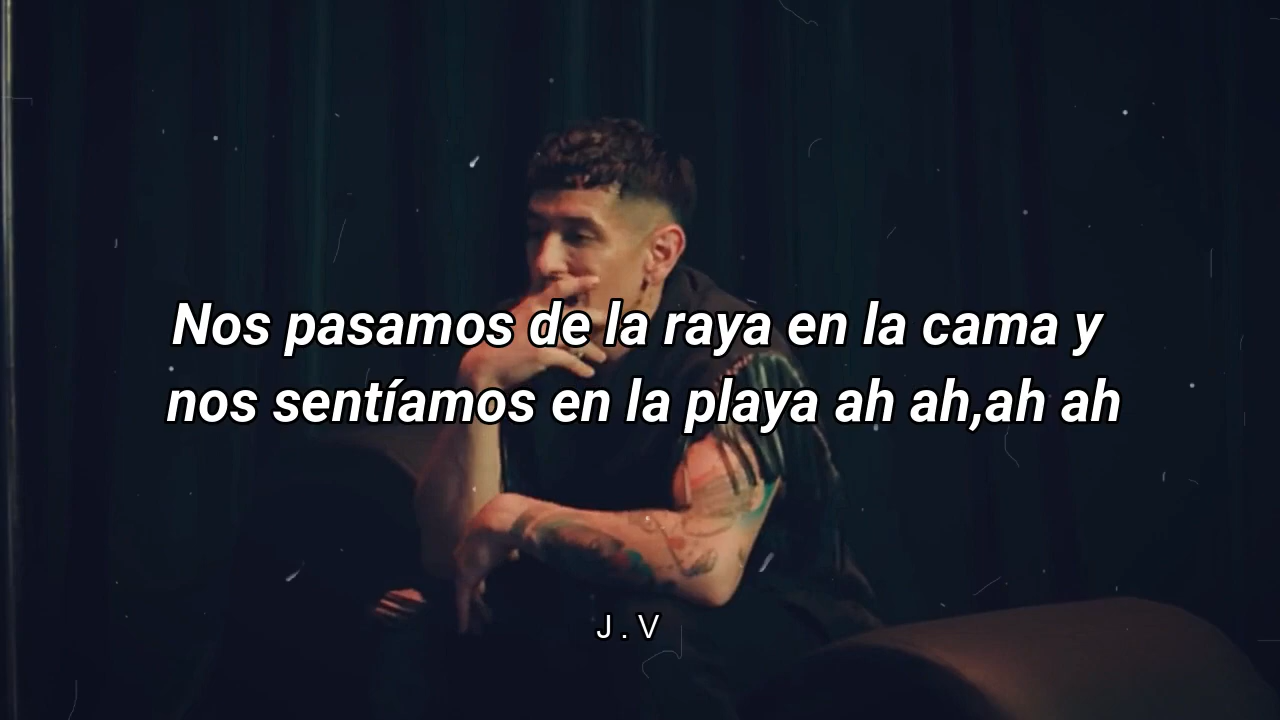 Nos pasamos de la raya en la cama y
nos sentíamos en la playa ah ah,ah ah
J . V